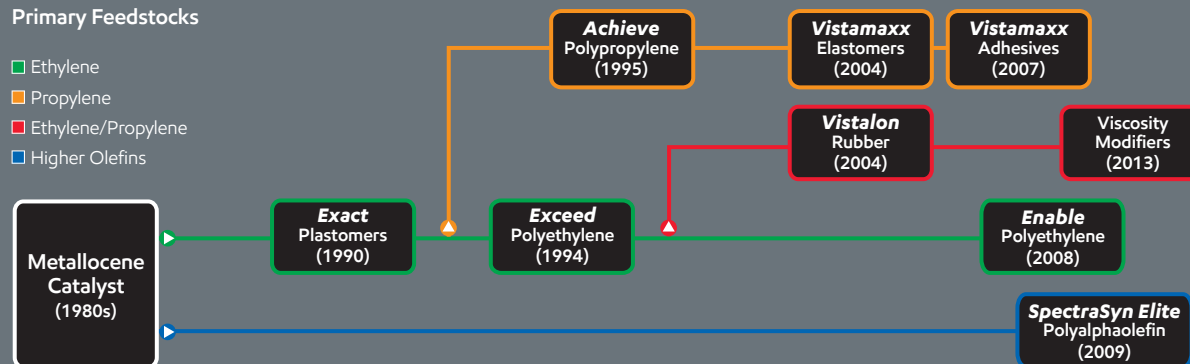 Primary Feedstocks
Ethylene
Propylene
Ethylene/Propylene
Higher Olefins
Achieve
Polypropylene
(1995)
Vistamaxx
Elastomers
(2004)
Vistamaxx
Adhesives
(2007)
Vistalon
Rubber
(2004)
Viscosity
Modifiers
(2013)
Metallocene
Catalyst
(1980s)
Exact
Plastomers
(1990)
Exceed
Polyethylene
(1994)
Enable
Polyethylene
(2008)
SpectraSyn Elite
Polyalphaolefin
(2009)